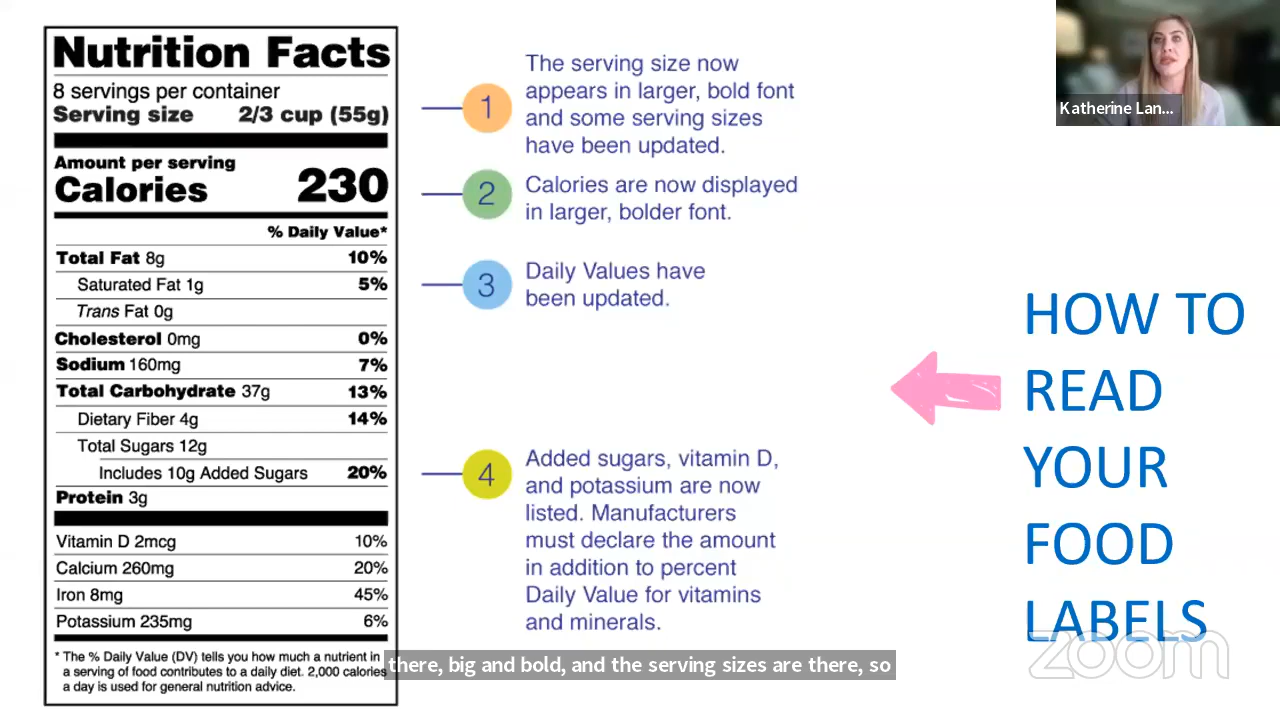 Nutrition Facts
8 servings per container
Serving size 2/3 cup (55g)
Amount per serving
Calories 230
% Daily Value*
Total Fat 8g 10%
Saturated Fat 1g 5%
Trans Fat 0g
Cholesterol 0mg 0%
Sodium 160mg 7%
Total Carbohydrate 37g 13%
Dietary Fiber 4g 14%
Total Sugars 12g
Includes 10g Added Sugars 20%
Protein 3g
Vitamin D 2mcg 10%
Calcium 260mg 20%
Iron 8mg 45%
Potassium 235mg 6%
* The % Daily Value (DV) tells you how much a nutrient in
a serving of food contributes to a daily diet. 2,000 calories
a day is used for general nutrition advice.
1
The serving size now
appears in larger, bold font
and some serving sizes
have been updated.
2
Calories are now displayed
in larger, bolder font.
3
Daily Values have
been updated.
4
Added sugars, vitamin D,
and potassium are now
listed. Manufacturers
must declare the amount
in addition to percent
Daily Value for vitamins
and minerals.
Katherine Lan...
HOW TO
READ
YOUR
FOOD
LABELS
zoom
there, big and bold, and the serving sizes are there, so